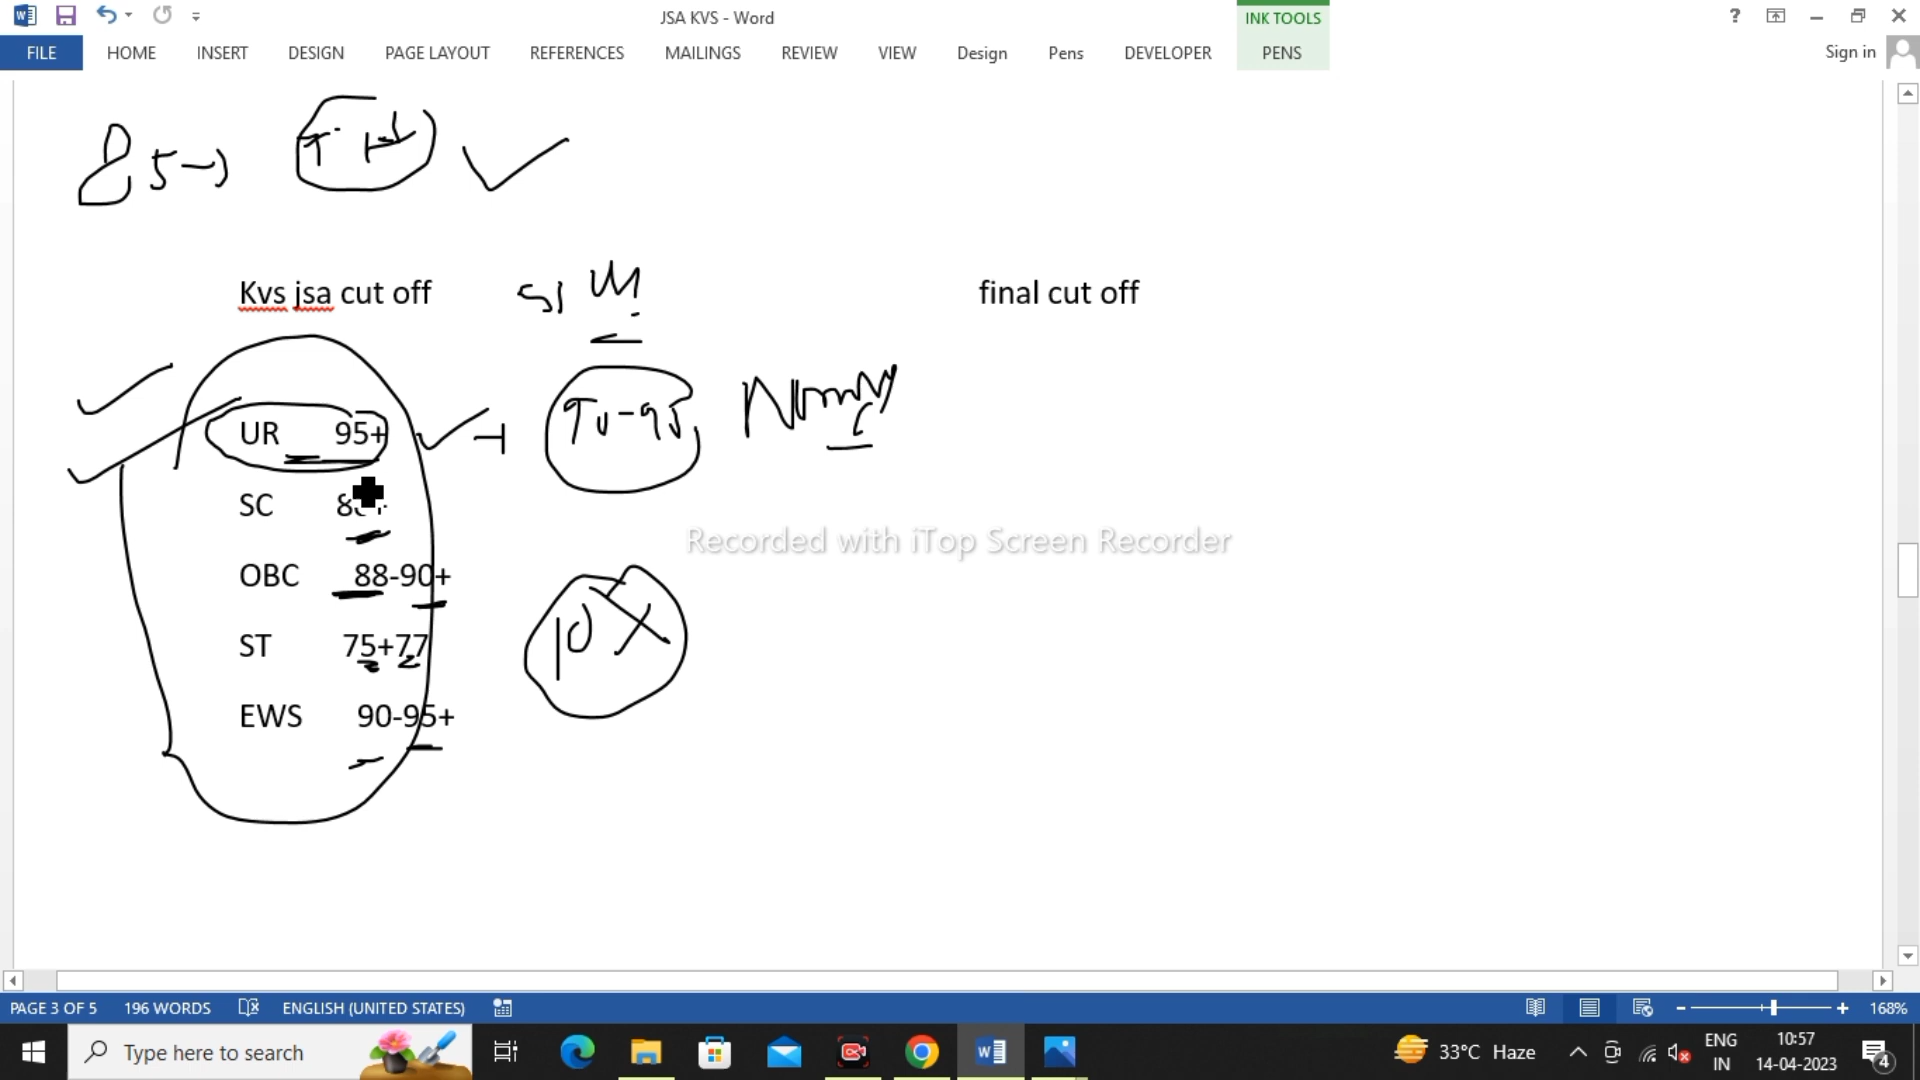 JSA KVS - Word
INK TOOLS
FILE HOME INSERT DESIGN PAGE LAYOUT REFERENCES MAILINGS REVIEW VIEW Design Pens DEVELOPER PENS
Sign in
85
Kvs jsa cut off
final cut off
UR 95+
SC
OBC 88-90+
ST 75+77
EWS 90-95+
10 X
Recorded with iTop Screen Recorder
PAGE 3 OF 5 196 WORDS ENGLISH (UNITED STATES) 168%
Type here to search
33°C Haze
ENG
IN
10:57
14-04-2023
4